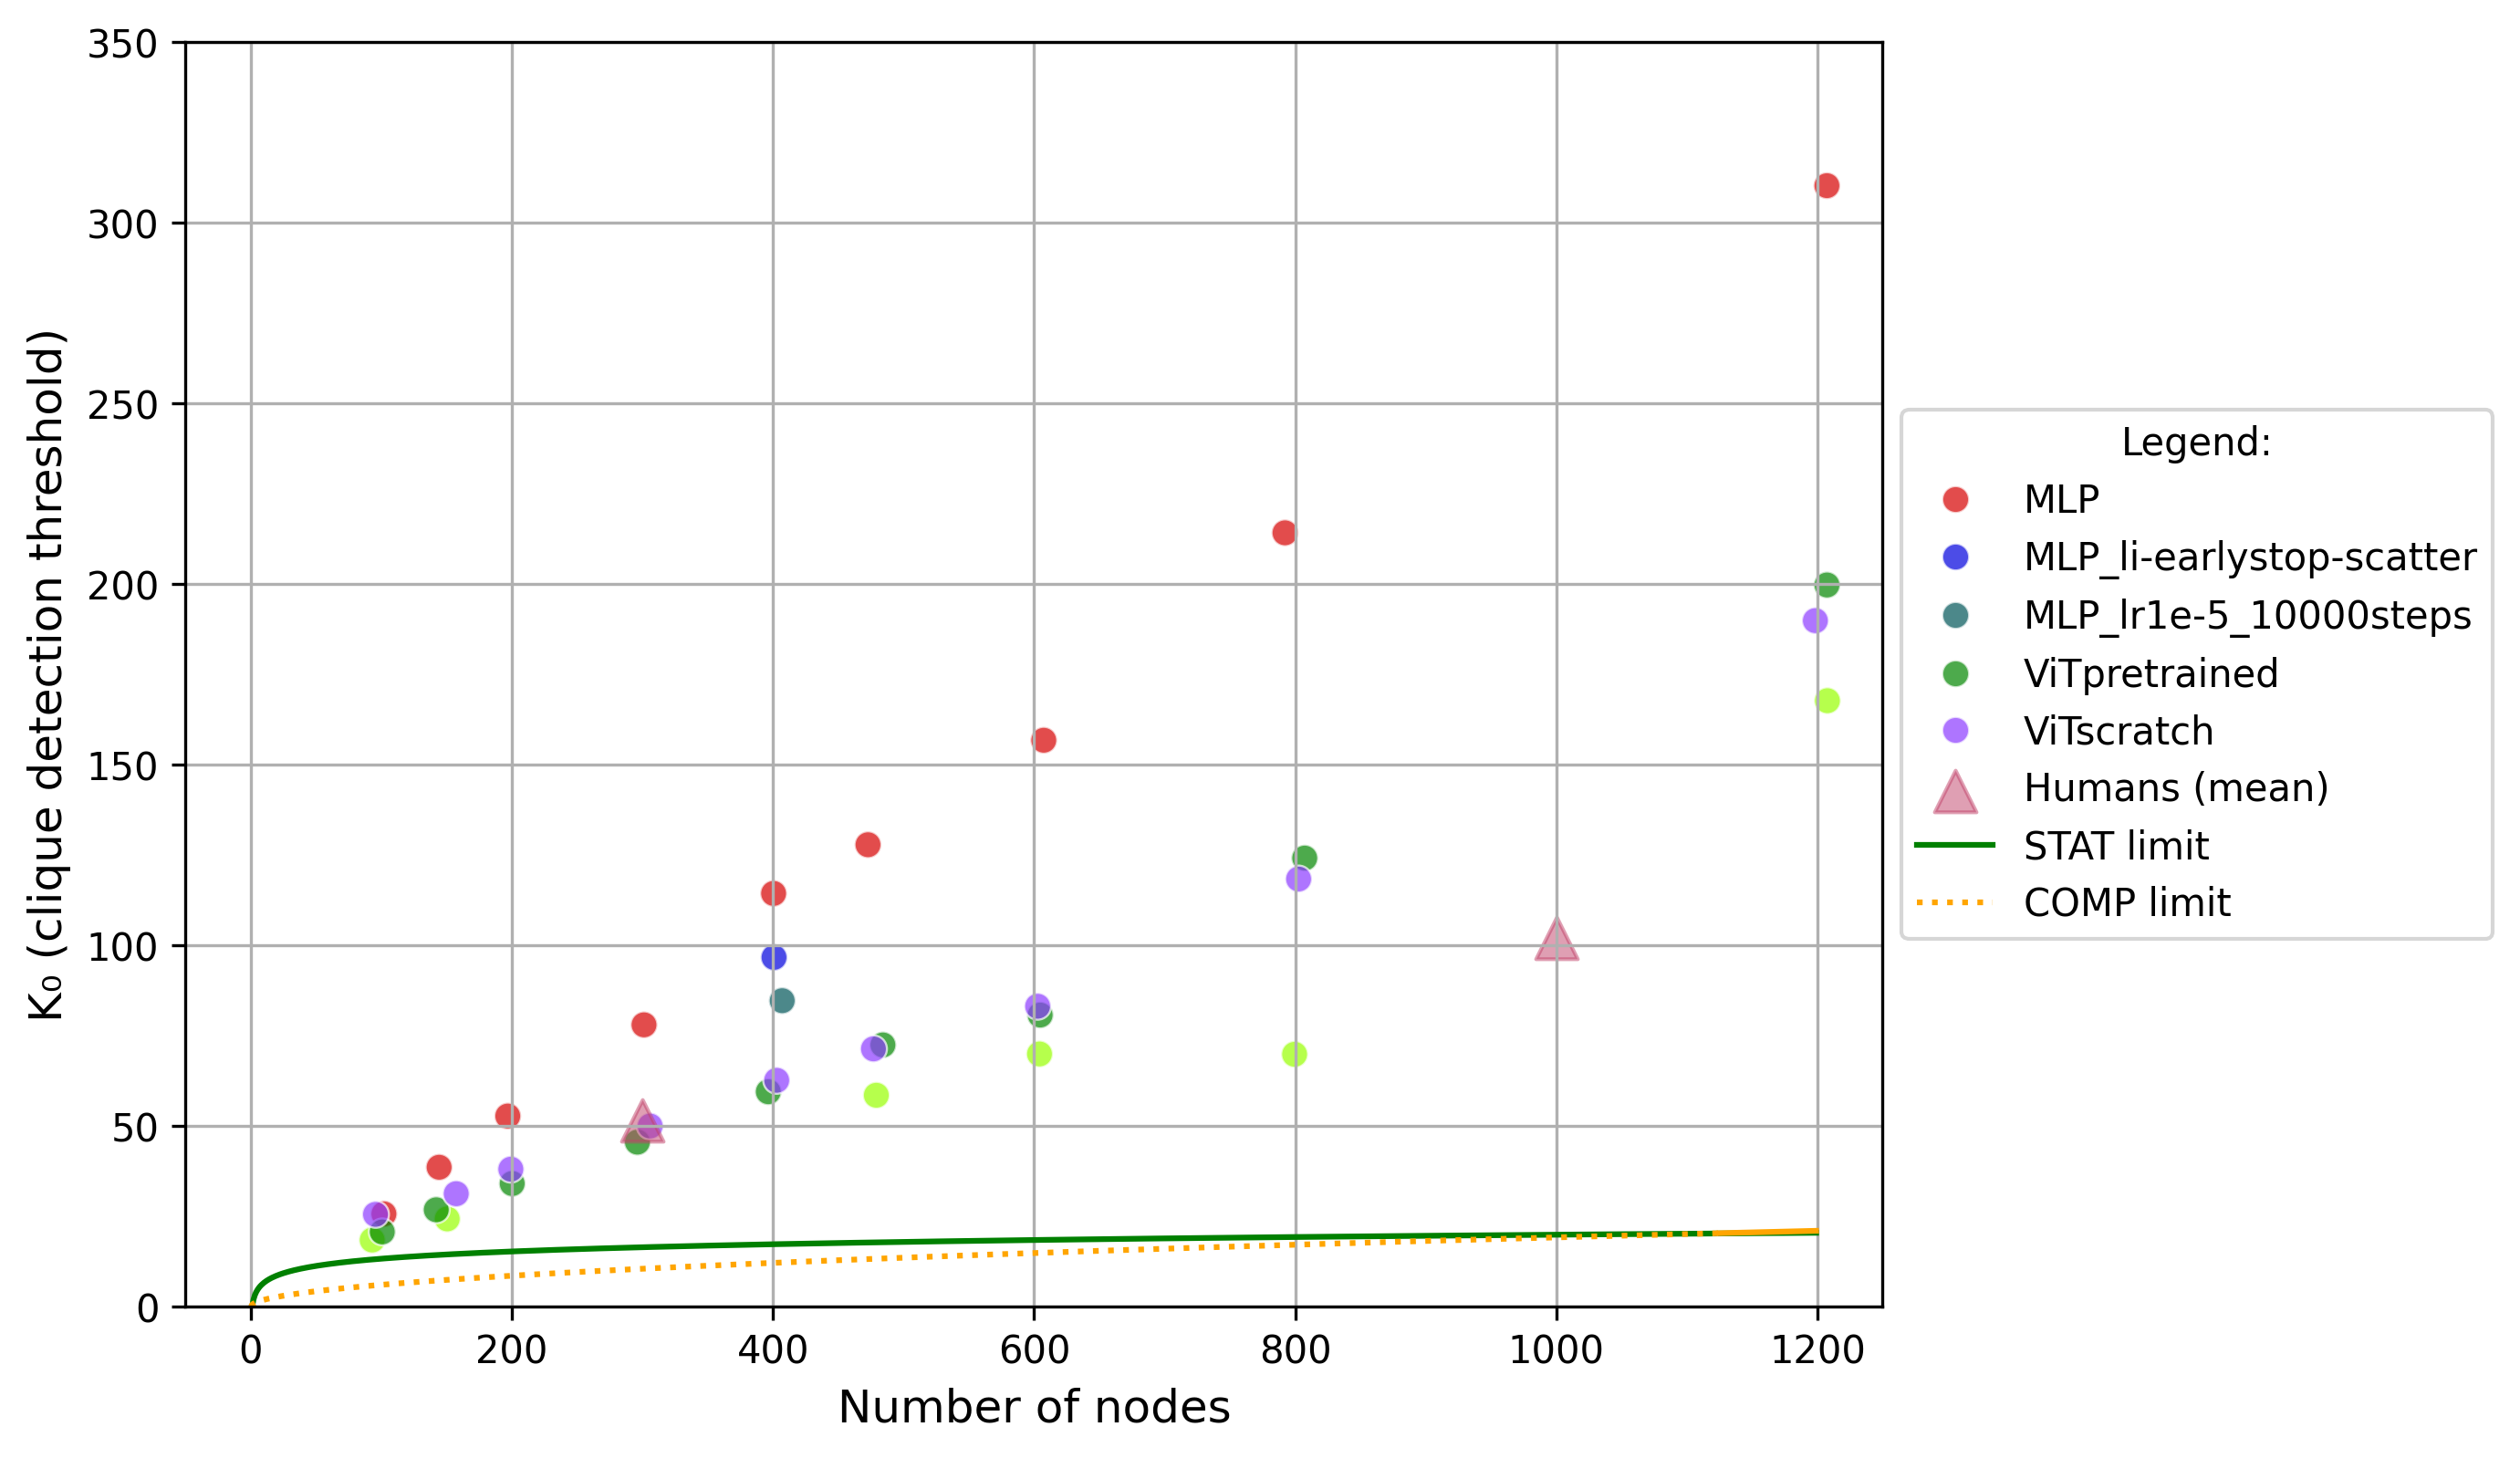 350
300
250
200
150
100
50
0
K₀ (clique detection threshold)
0 200 400 600 800 1000 1200
Number of nodes
Legend:
MLP
MLP_li-earlystop-scatter
MLP_lr1e-5_10000steps
ViTpretrained
ViTscratch
Humans (mean)
STAT limit
COMP limit